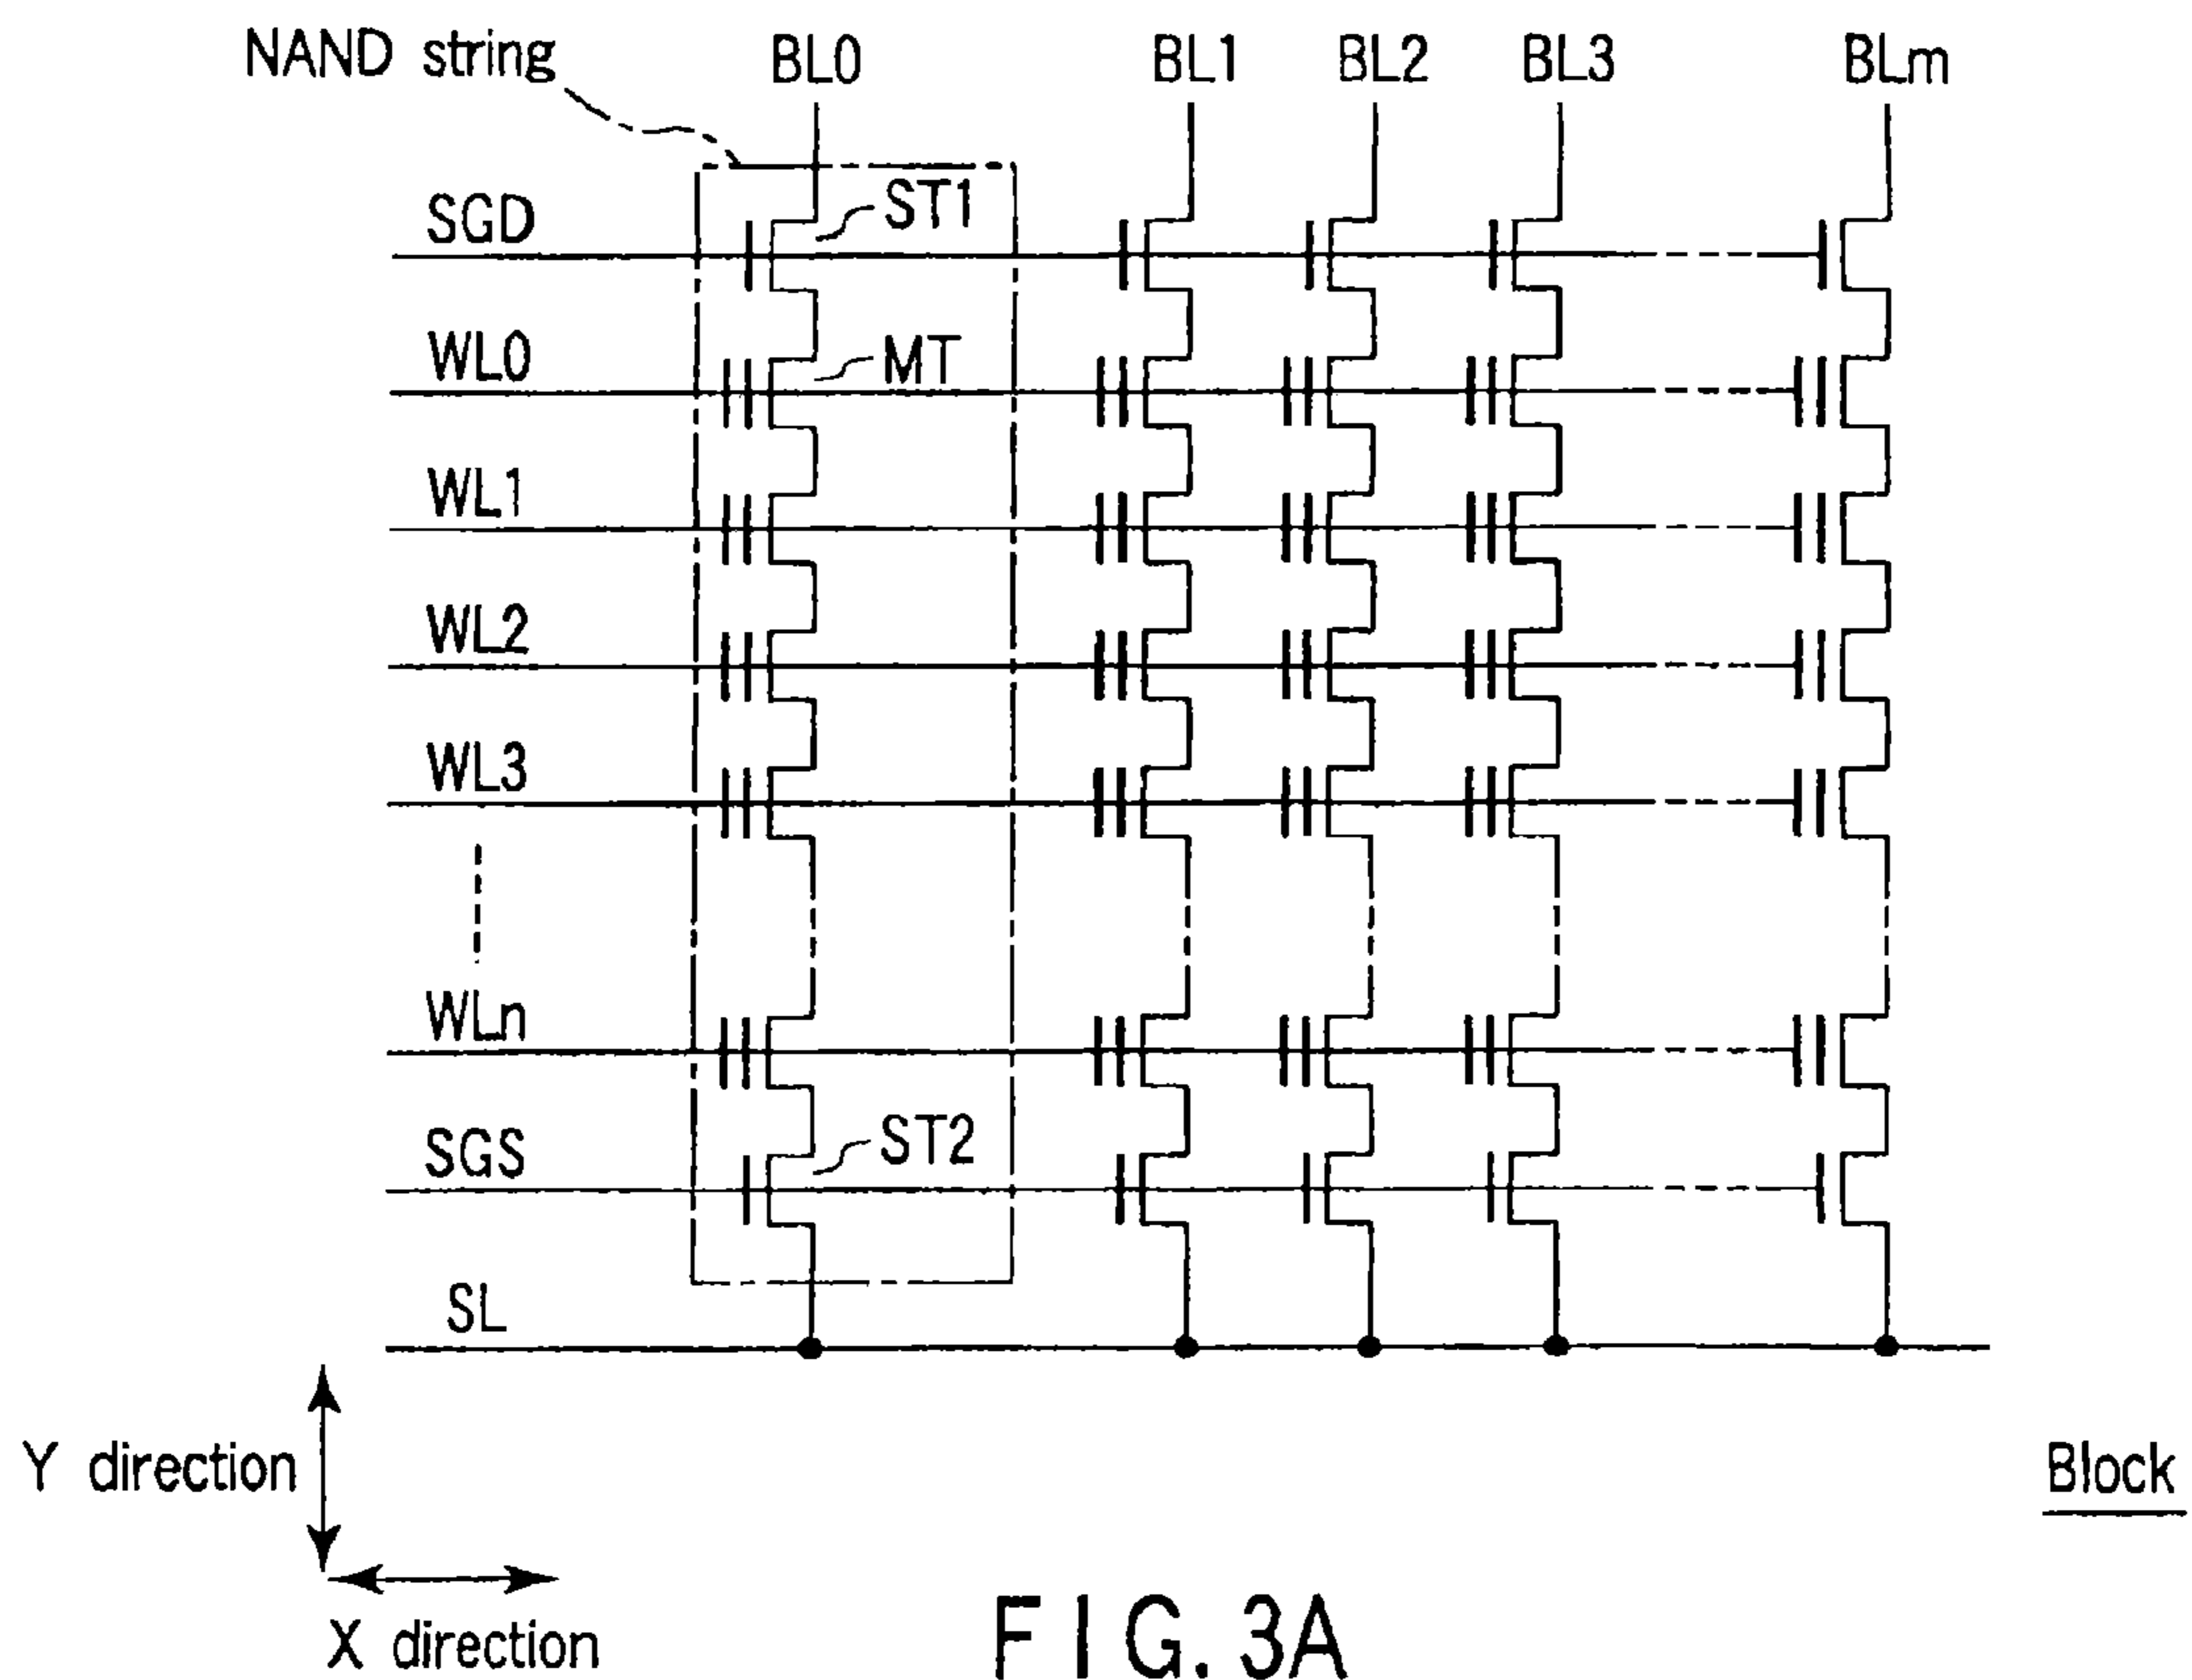 NAND string
BL0
BL1
BL2
BL3
BLm
SGD
ST1
WL0
MT
WL1
WL2
WL3
WLn
SGS
ST2
SL
Y direction
X direction
Block
FIG. 3A